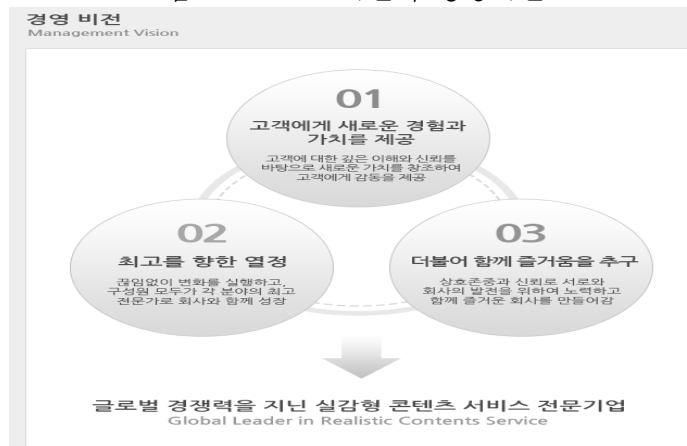 경영 비전
Management Vision
01
고객에게 새로운 경험과
가치를 제공
고객에 대한 깊은 이해와 신뢰를
바탕으로 새로운 가치를 창조하여
고객에게 감동을 제공
02
최고를 향한 열정
끊임없이 변화를 실행하고,
구성원 모두가 각 분야의 최고
전문가로 회사와 함께 성장
03
더불어 함께 즐거움을 추구
상호존중과 신뢰로 서로와
회사의 발전을 위하여 노력하고
함께 즐거운 회사를 만들어감
글로벌 경쟁력을 지닌 실감형 콘텐츠 서비스 전문기업
Global Leader in Realistic Contents Service